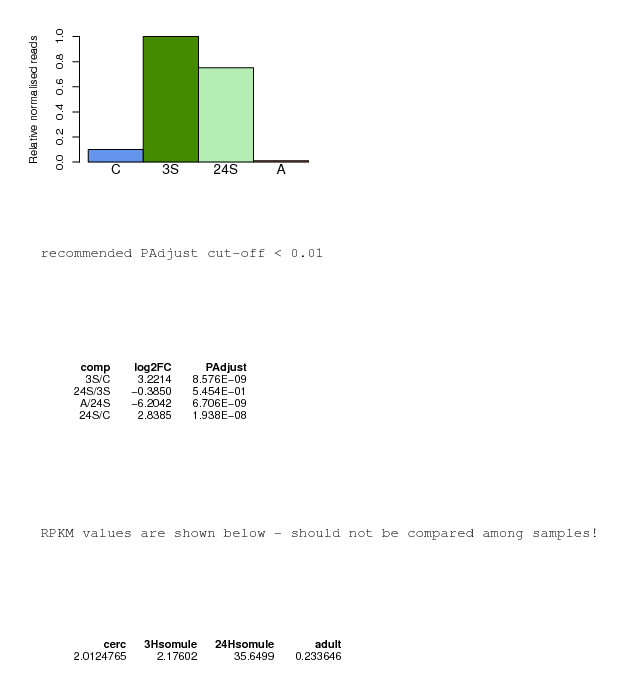 Relative normalised reads
1.0
0.8
0.6
0.4
0.2
0.0
C 3S 24S A
recommended PAdjust cut-off < 0.01
comp log2FC PAdjust
3S/C 3.2214 8.576E-09
24S/3S -0.3850 5.454E-01
A/24S -6.2042 6.706E-09
24S/C 2.8385 1.938E-08
RPKM values are shown below - should not be compared among samples!
cerc 3Hsomule 24Hsomule adult
2.0124765 2.17602 35.6499 0.233646